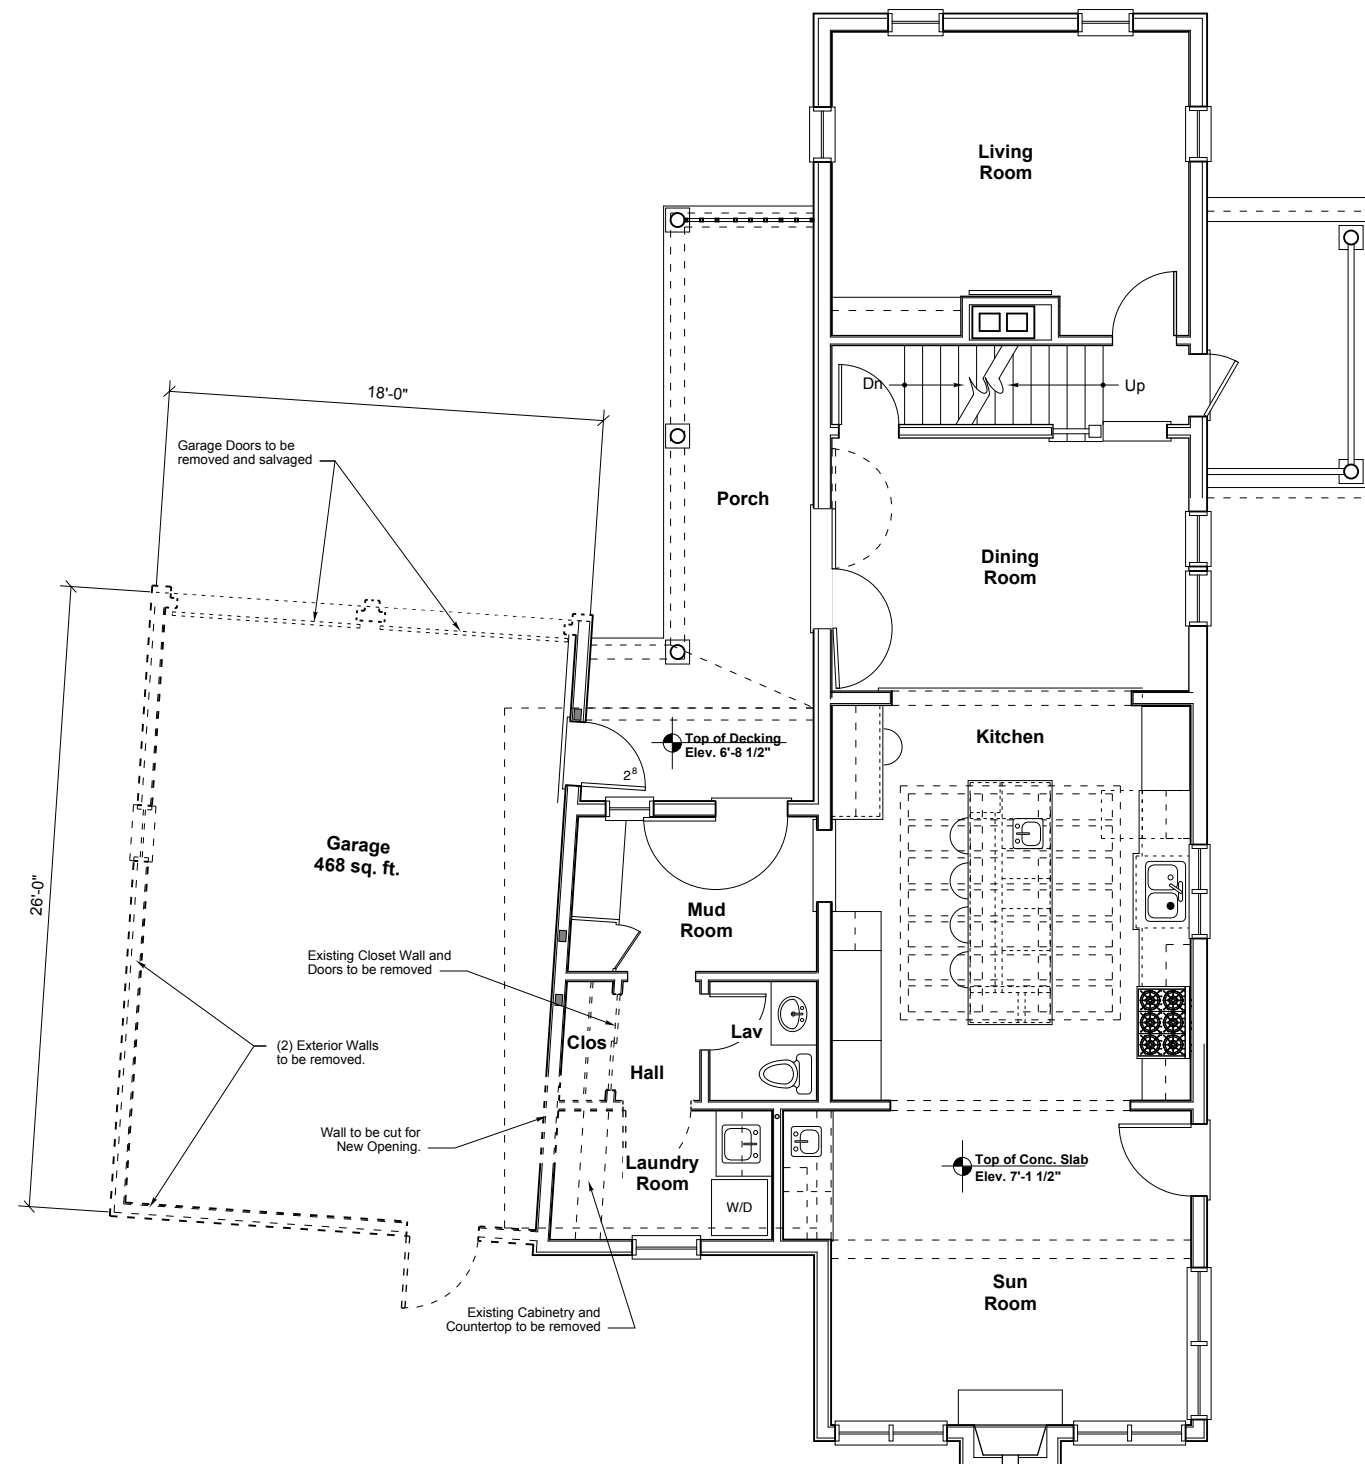 Living
Room
Dn
Up
18'-0"
Garage Doors to be
removed and salvaged
Porch
Dining
Room
Kitchen
Top of Decking
Elev. 6'-8 1/2"
2⁸
Garage
468 sq. ft.
26'-0"
Mud
Room
Existing Closet Wall and
Doors to be removed
Clos
Lav
Hall
(2) Exterior Walls
to be removed.
Wall to be cut for
New Opening.
Laundry
Room
Top of Conc. Slab
Elev. 7'-1 1/2"
W/D
Sun
Room
Existing Cabinetry and
Countertop to be removed